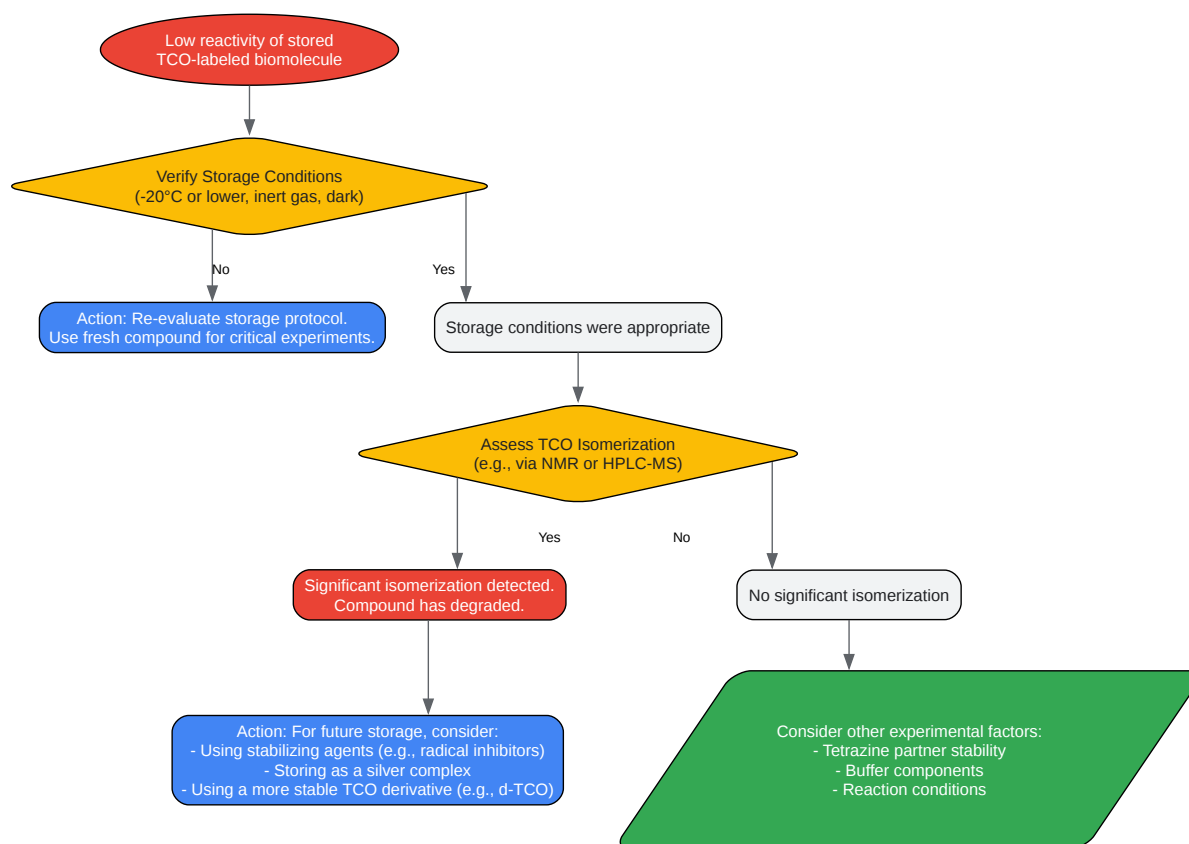 Low reactivity of stored
TCO-labeled biomolecule
Verify Storage Conditions
(-20°C or lower, inert gas, dark)
No
Yes
Action: Re-evaluate storage protocol.
Use fresh compound for critical experiments.
Storage conditions were appropriate
Assess TCO Isomerization
(e.g., via NMR or HPLC-MS)
Yes
No
Significant isomerization detected.
Compound has degraded.
No significant isomerization
Action: For future storage, consider:
- Using stabilizing agents (e.g., radical inhibitors)
- Storing as a silver complex
- Using a more stable TCO derivative (e.g., d-TCO)
Consider other experimental factors:
- Tetrazine partner stability
- Buffer components
- Reaction conditions